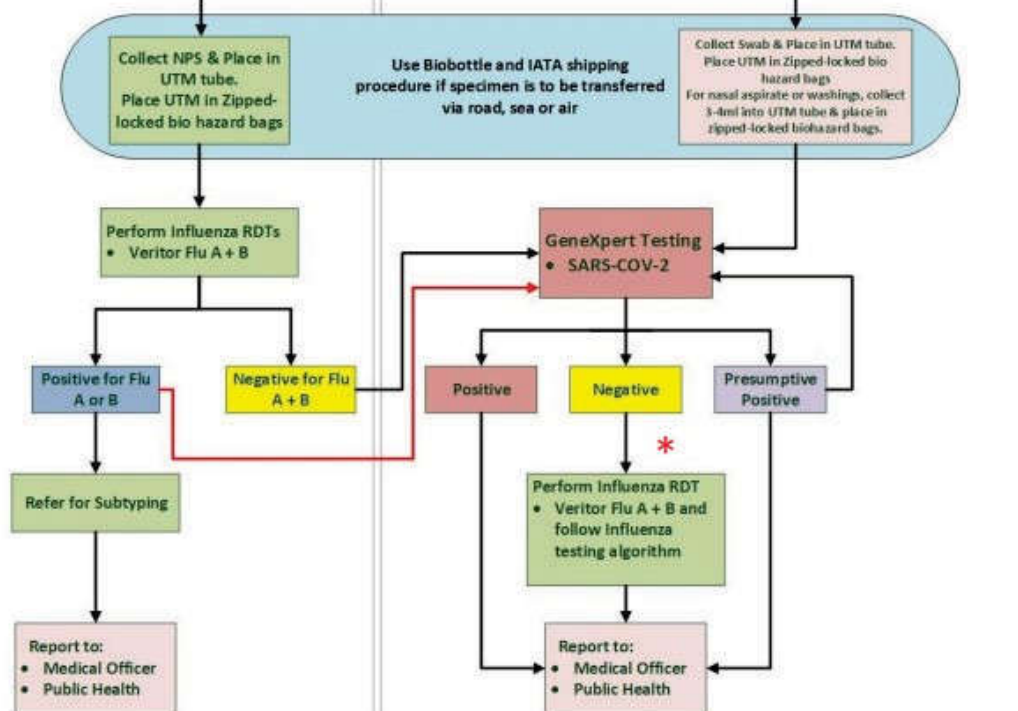 Collect NPS & Place in
UTM tube.
Place UTM in Zipped-
locked bio hazard bags
Use Biobottle and IATA shipping
procedure if specimen is to be transferred
via road, sea or air
Collect Swab & Place in UTM tube.
Place UTM in Zipped-locked bio
hazard bags
For nasal aspirate or washings, collect
3-4ml into UTM tube & place in
zipped-locked biohazard bags.
Perform Influenza RDTs
• Veritor Flu A + B
GeneXpert Testing
• SARS-COV-2
Positive for Flu
A or B
Negative for Flu
A + B
Positive
Negative
Presumptive
Positive
*
Refer for Subtyping
Perform Influenza RDT
• Veritor Flu A + B and
follow Influenza
testing algorithm
Report to:
• Medical Officer
• Public Health
Report to:
• Medical Officer
• Public Health